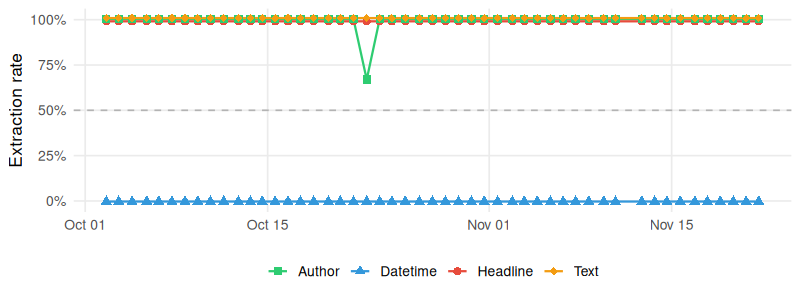 Extraction rate
100%
75%
50%
25%
0%
Oct 01 Oct 15 Nov 01 Nov 15
Author Datetime Headline Text